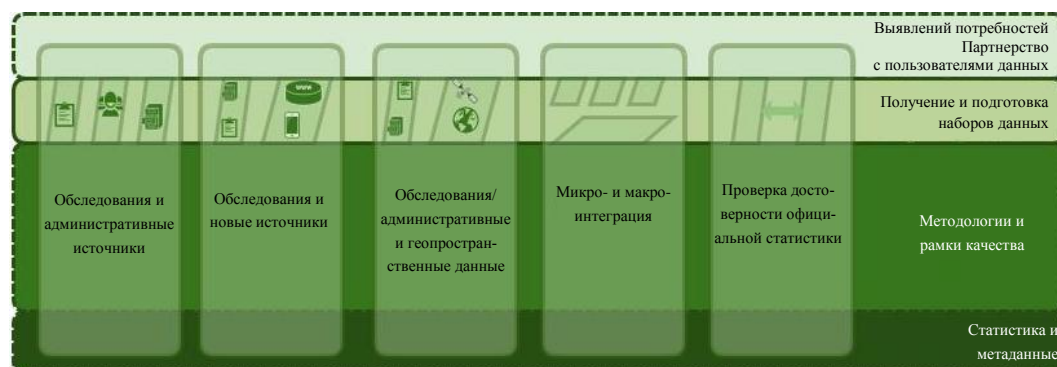 Выявлений потребностей
Партнерство
с пользователями данных
Получение и подготовка
наборов данных
Обследования и
административные
источники
Обследования и
новые источники
Обследования/
административные
и геопростран-
ственные данные
Микро- и макро-
интеграция
Проверка досто-
верности офици-
альной статистики
Методологии и
рамки качества
Статистика и
метаданные